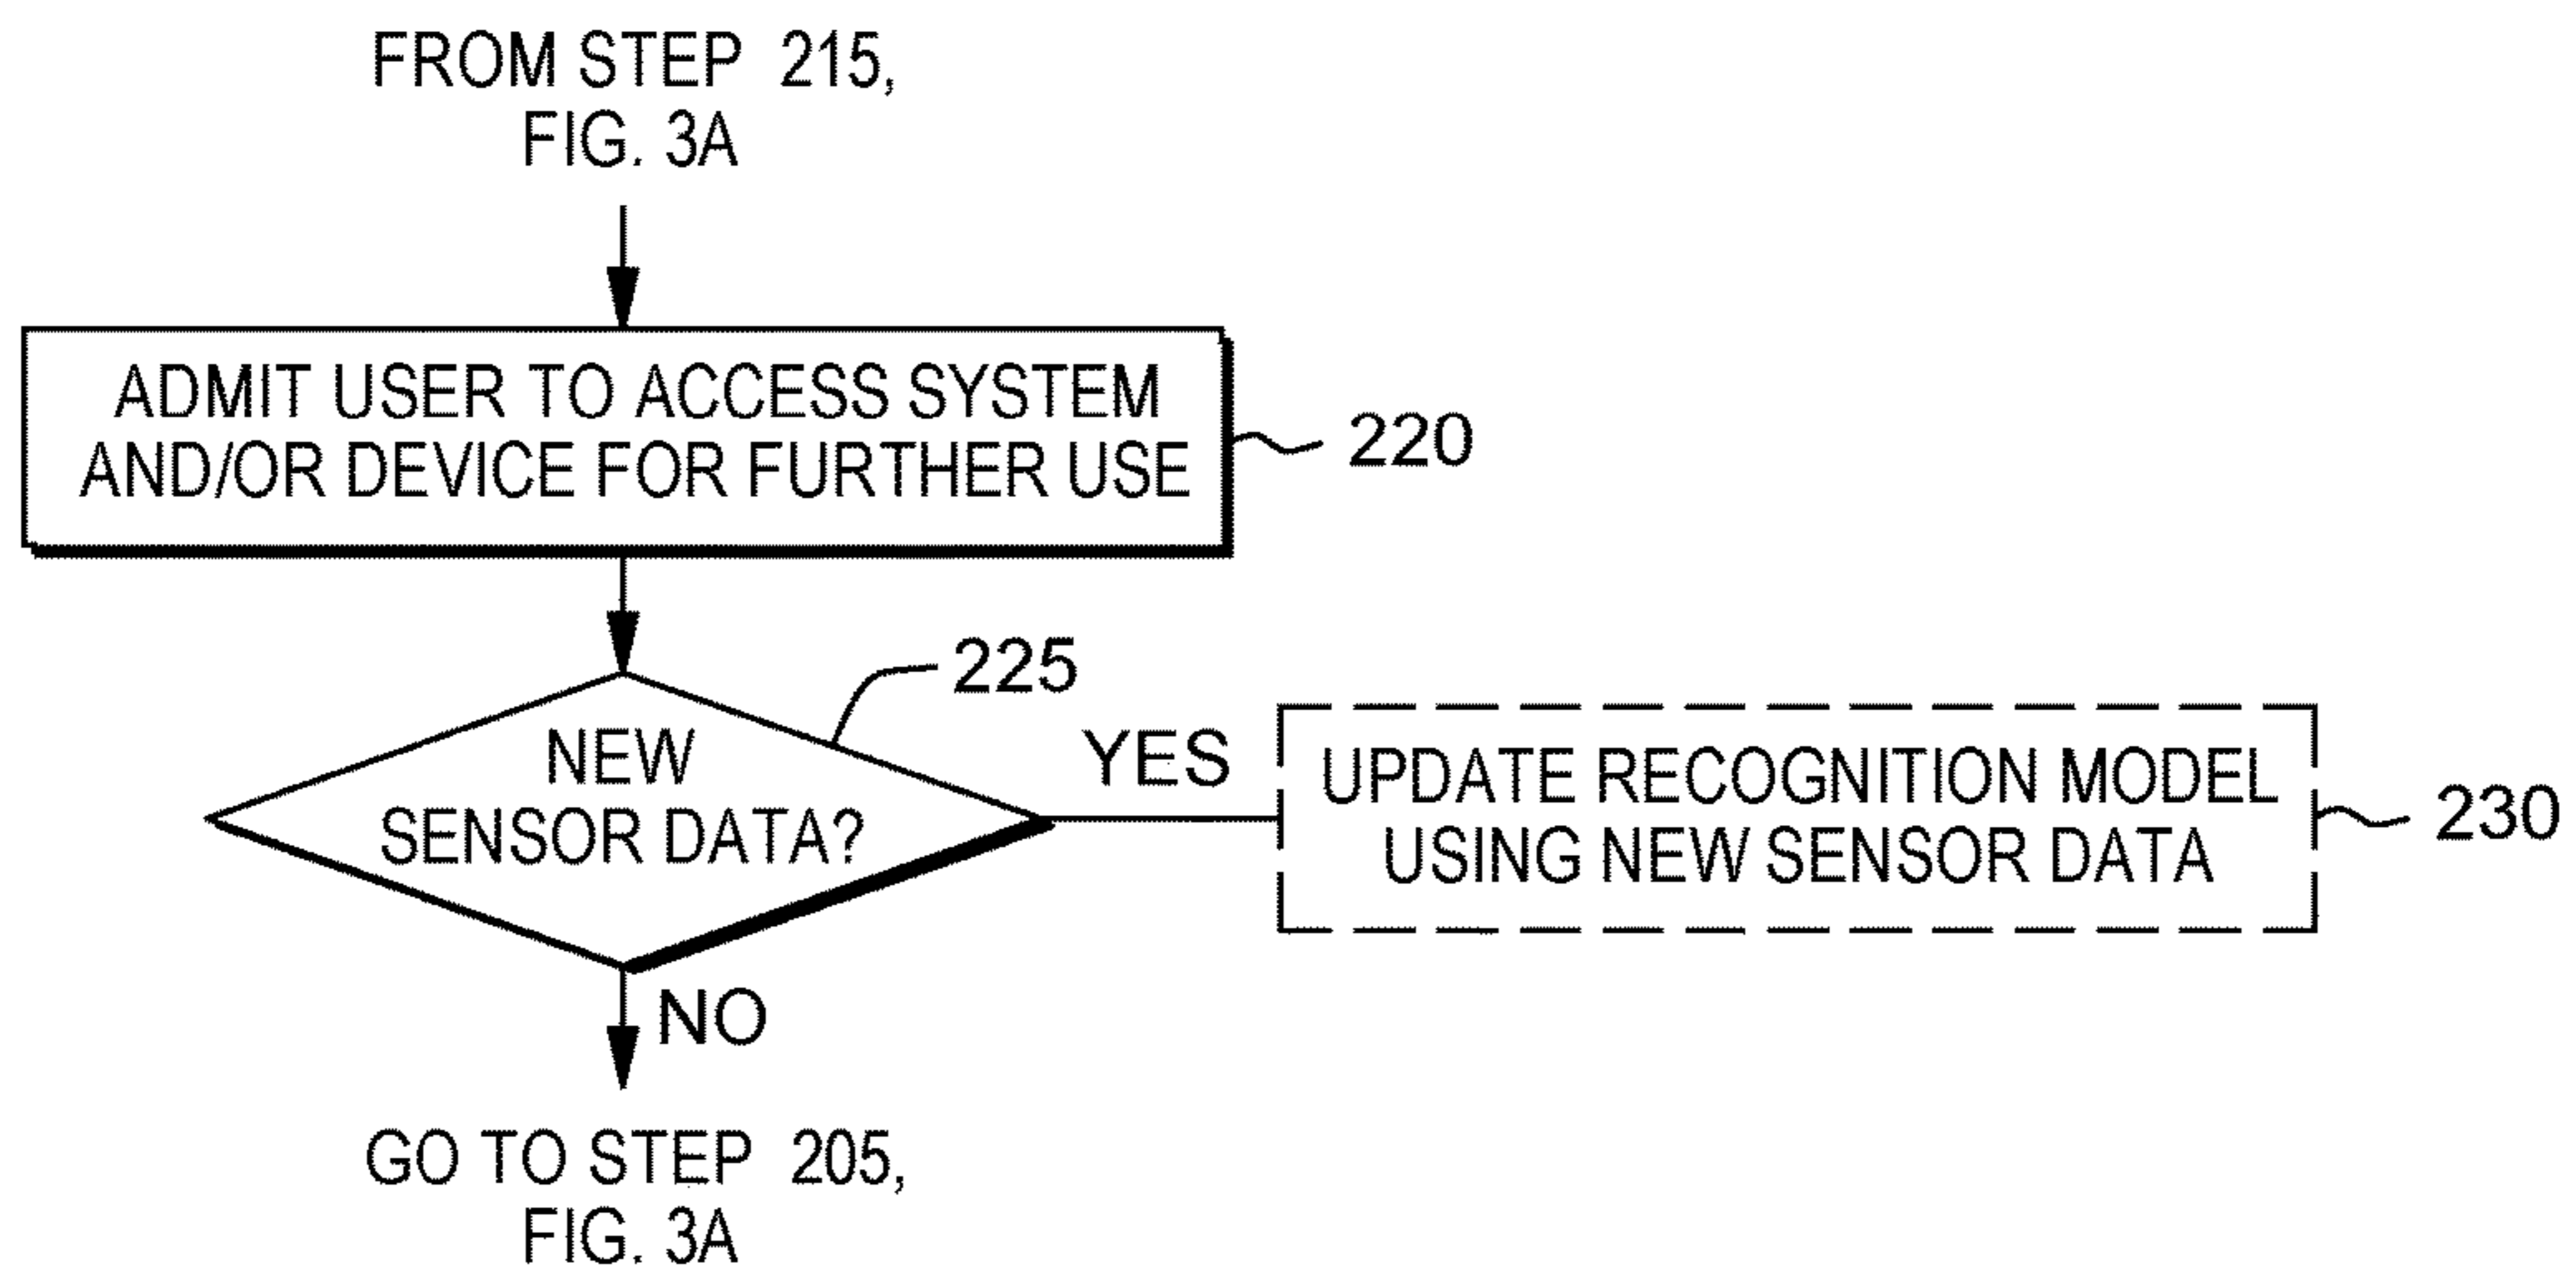 FROM STEP 215,
FIG. 3A
ADMIT USER TO ACCESS SYSTEM
AND/OR DEVICE FOR FURTHER USE
220
225
NEW
SENSOR DATA?
YES
UPDATE RECOGNITION MODEL
USING NEW SENSOR DATA
230
NO
GO TO STEP 205,
FIG. 3A